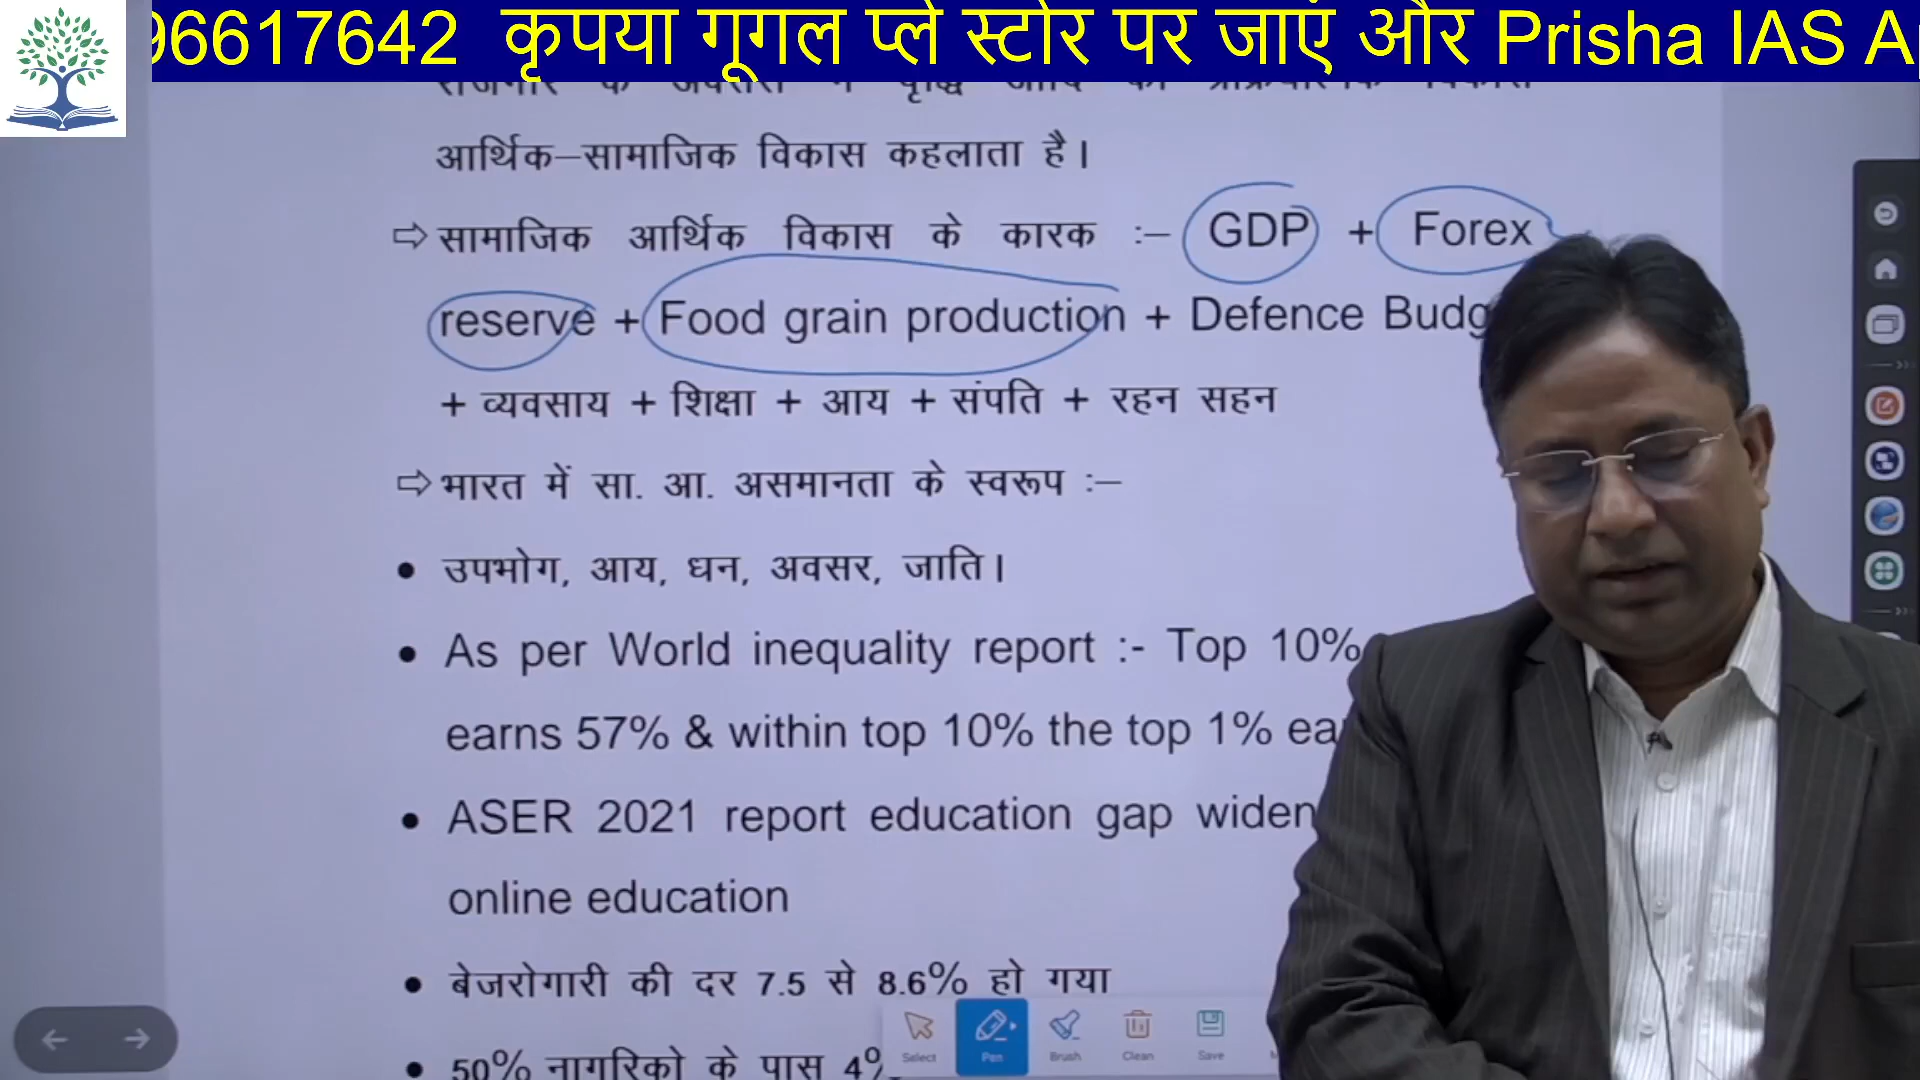 96617642 कृपया गूगल प्ले स्टोर पर जाएं और Prisha IAS A
आर्थिक–सामाजिक विकास कहलाता है।
⇨ सामाजिक आर्थिक विकास के कारक :– GDP + Forex
reserve + Food grain production + Defence Budg
+ व्यवसाय + शिक्षा + आय + संपति + रहन सहन
⇨ भारत में सा. आ. असमानता के स्वरूप :–
• उपभोग, आय, धन, अवसर, जाति।
• As per World inequality report :- Top 10%
earns 57% & within top 10% the top 1% ea
• ASER 2021 report education gap widen
online education
• बेजरोगारी की दर 7.5 से 8.6% हो गया
• 50% नागरिको के पास 4%
Select Pen Brush Clean Save